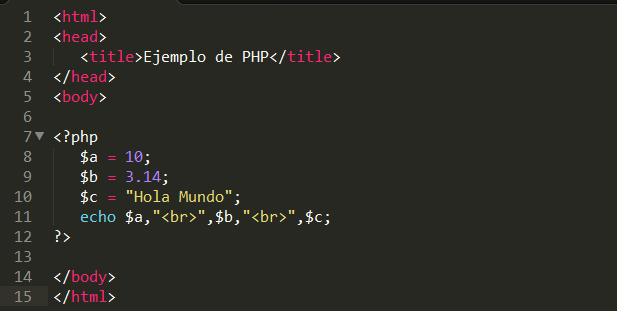 1 <html>
2 <head>
3 <title>Ejemplo de PHP</title>
4 </head>
5 <body>
6
7 <?php
8 $a = 10;
9 $b = 3.14;
10 $c = "Hola Mundo";
11 echo $a,"<br>",$b,"<br>",$c;
12 ?>
13
14 </body>
15 </html>